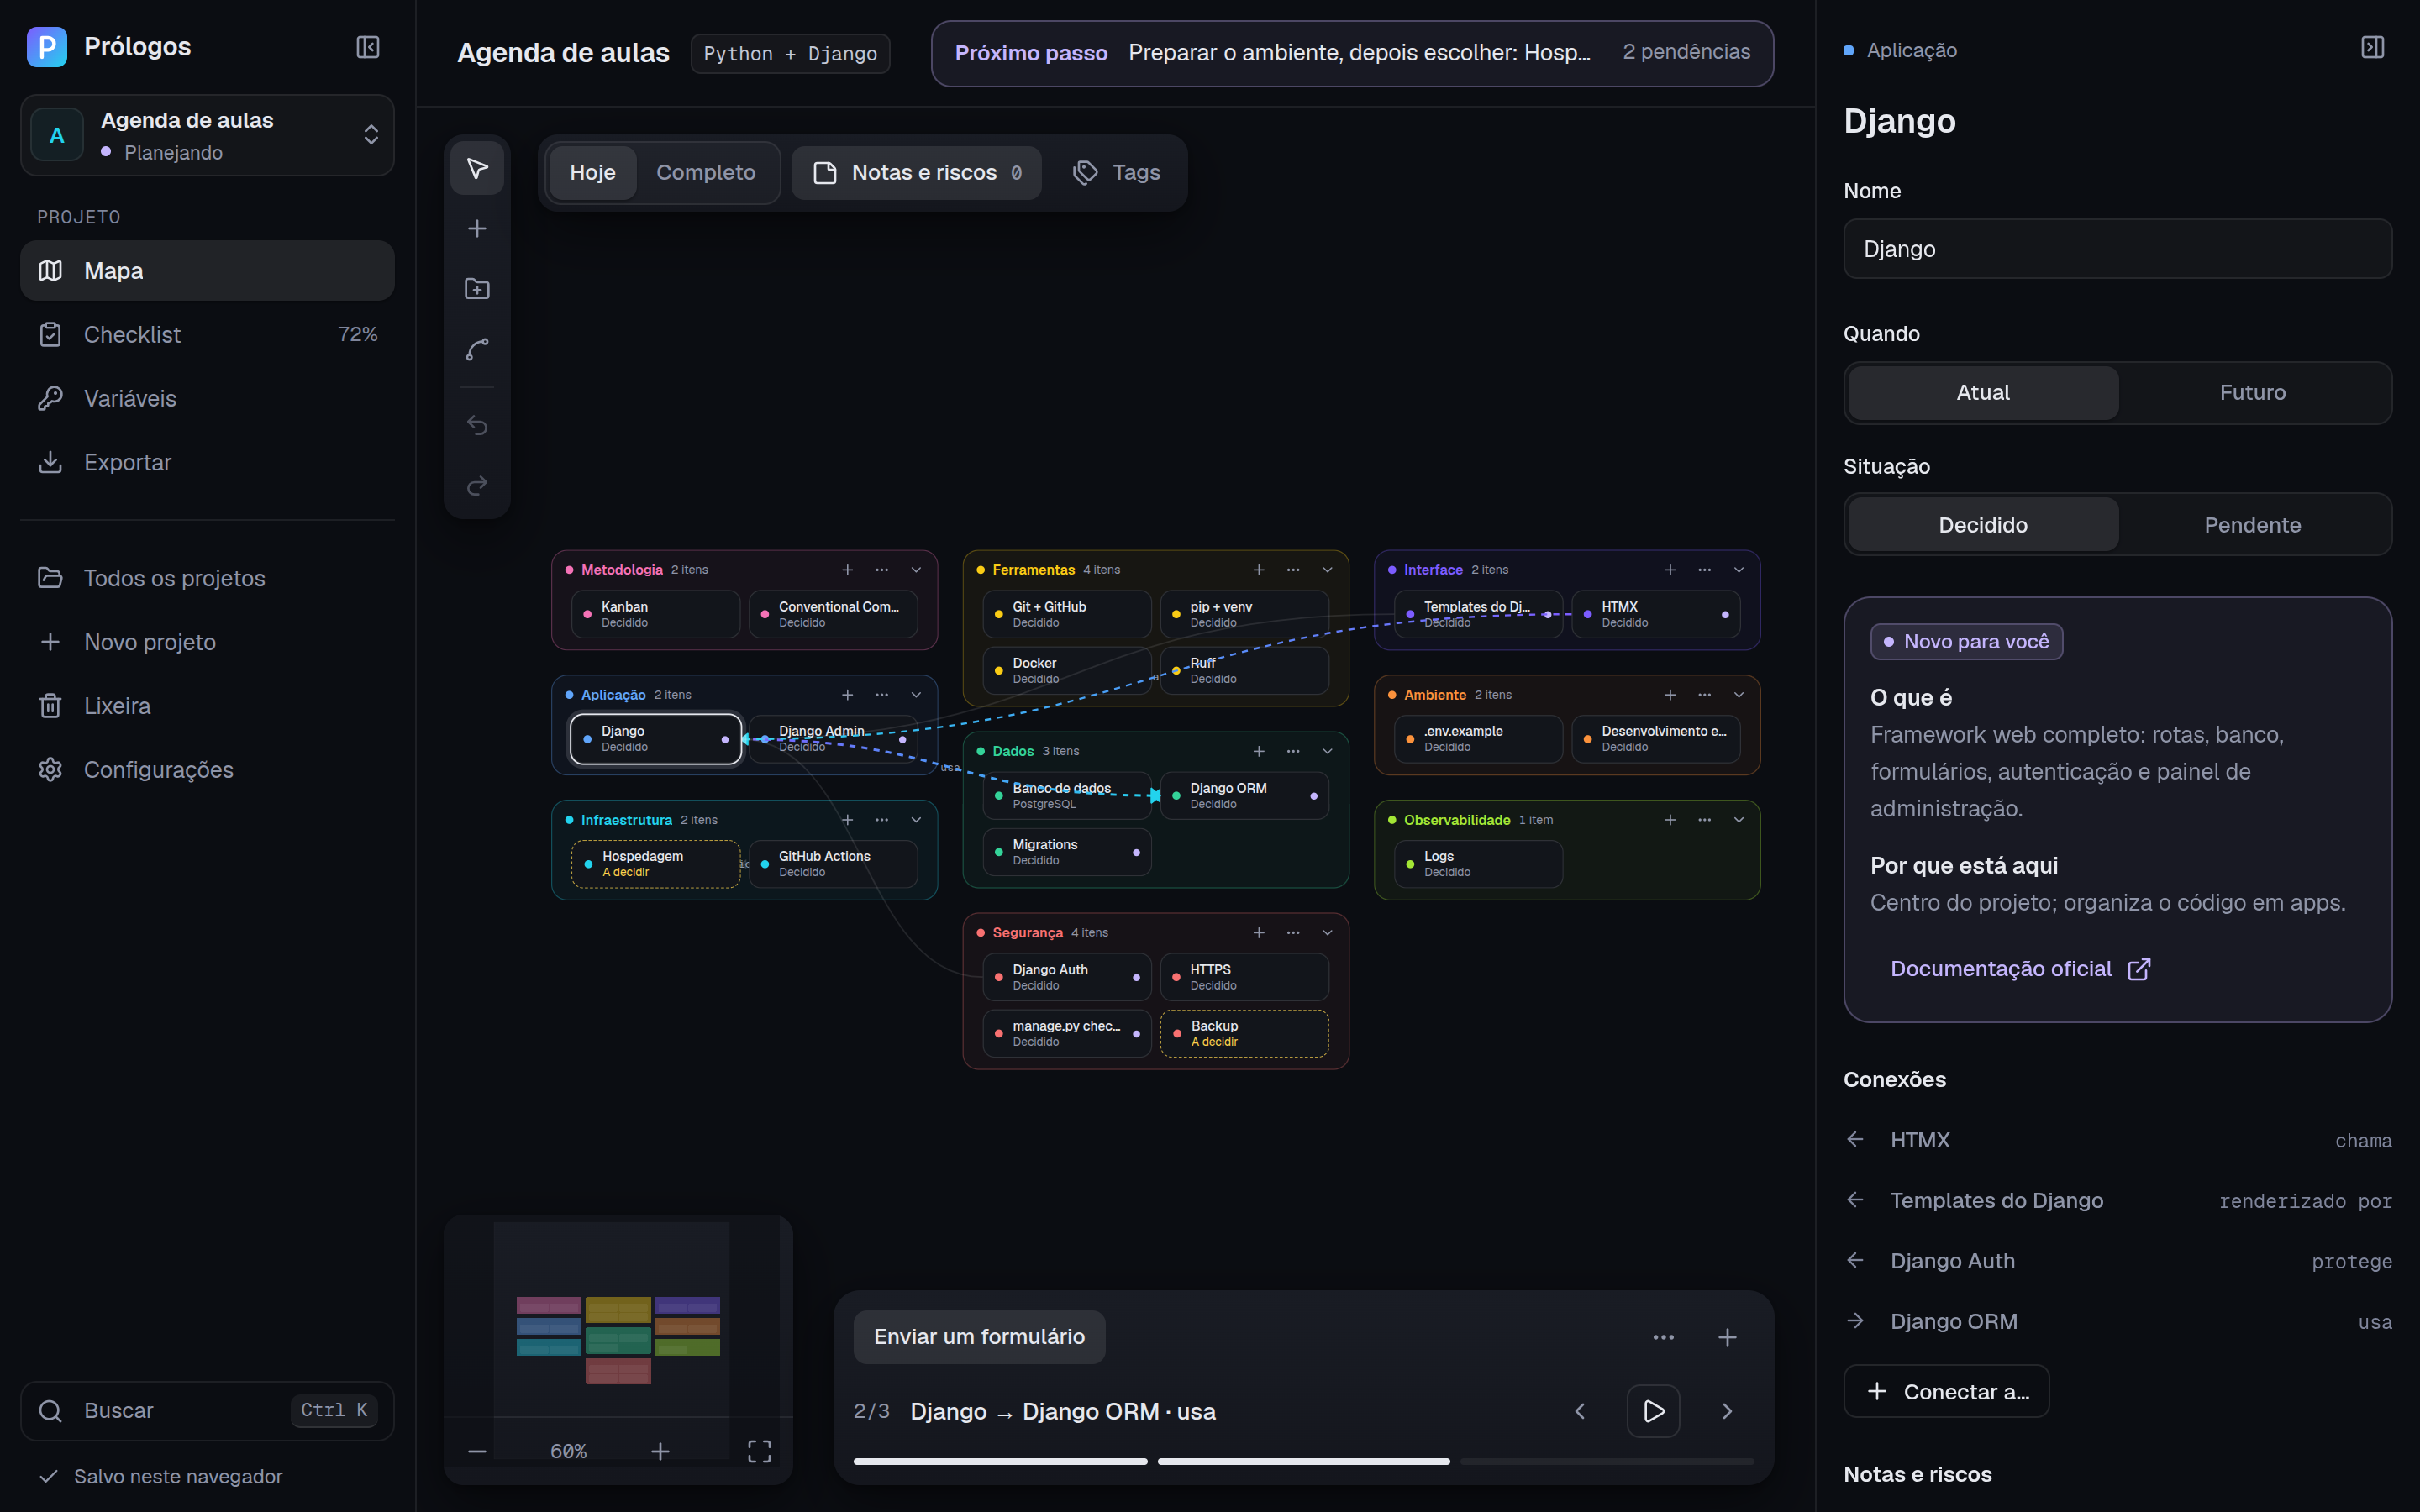 Prólogos
A
Agenda de aulas
Planejando
PROJETO
Mapa
Checklist 72%
Variáveis
Exportar
Todos os projetos
Novo projeto
Lixeira
Configurações
Buscar Ctrl K
Salvo neste navegador
Agenda de aulas Python + Django
Próximo passo Preparar o ambiente, depois escolher: Hosp... 2 pendências
Hoje Completo Notas e riscos 0 Tags
Metodologia 2 itens
Kanban
Decidido
Conventional Com...
Decidido
Aplicação 2 itens
Django
Decidido
Django Admin
Decidido
Infraestrutura 2 itens
Hospedagem
A decidir
GitHub Actions
Decidido
Ferramentas 4 itens
Git + GitHub
Decidido
pip + venv
Decidido
Docker
Decidido
Ruff
Decidido
usa
Dados 3 itens
Banco de dados
PostgreSQL
Django ORM
Decidido
Migrations
Decidido
Segurança 4 itens
Django Auth
Decidido
HTTPS
Decidido
manage.py chec...
Decidido
Backup
A decidir
Interface 2 itens
Templates do Dj...
Decidido
HTMX
Decidido
Ambiente 2 itens
.env.example
Decidido
Desenvolvimento e...
Decidido
Observabilidade 1 item
Logs
Decidido
60%
Enviar um formulário
2/3 Django → Django ORM · usa
Aplicação
Django
Nome
Django
Quando
Atual Futuro
Situação
Decidido Pendente
Novo para você
O que é
Framework web completo: rotas, banco,
formulários, autenticação e painel de
administração.
Por que está aqui
Centro do projeto; organiza o código em apps.
Documentação oficial
Conexões
HTMX chama
Templates do Django renderizado por
Django Auth protege
Django ORM usa
Conectar a...
Notas e riscos